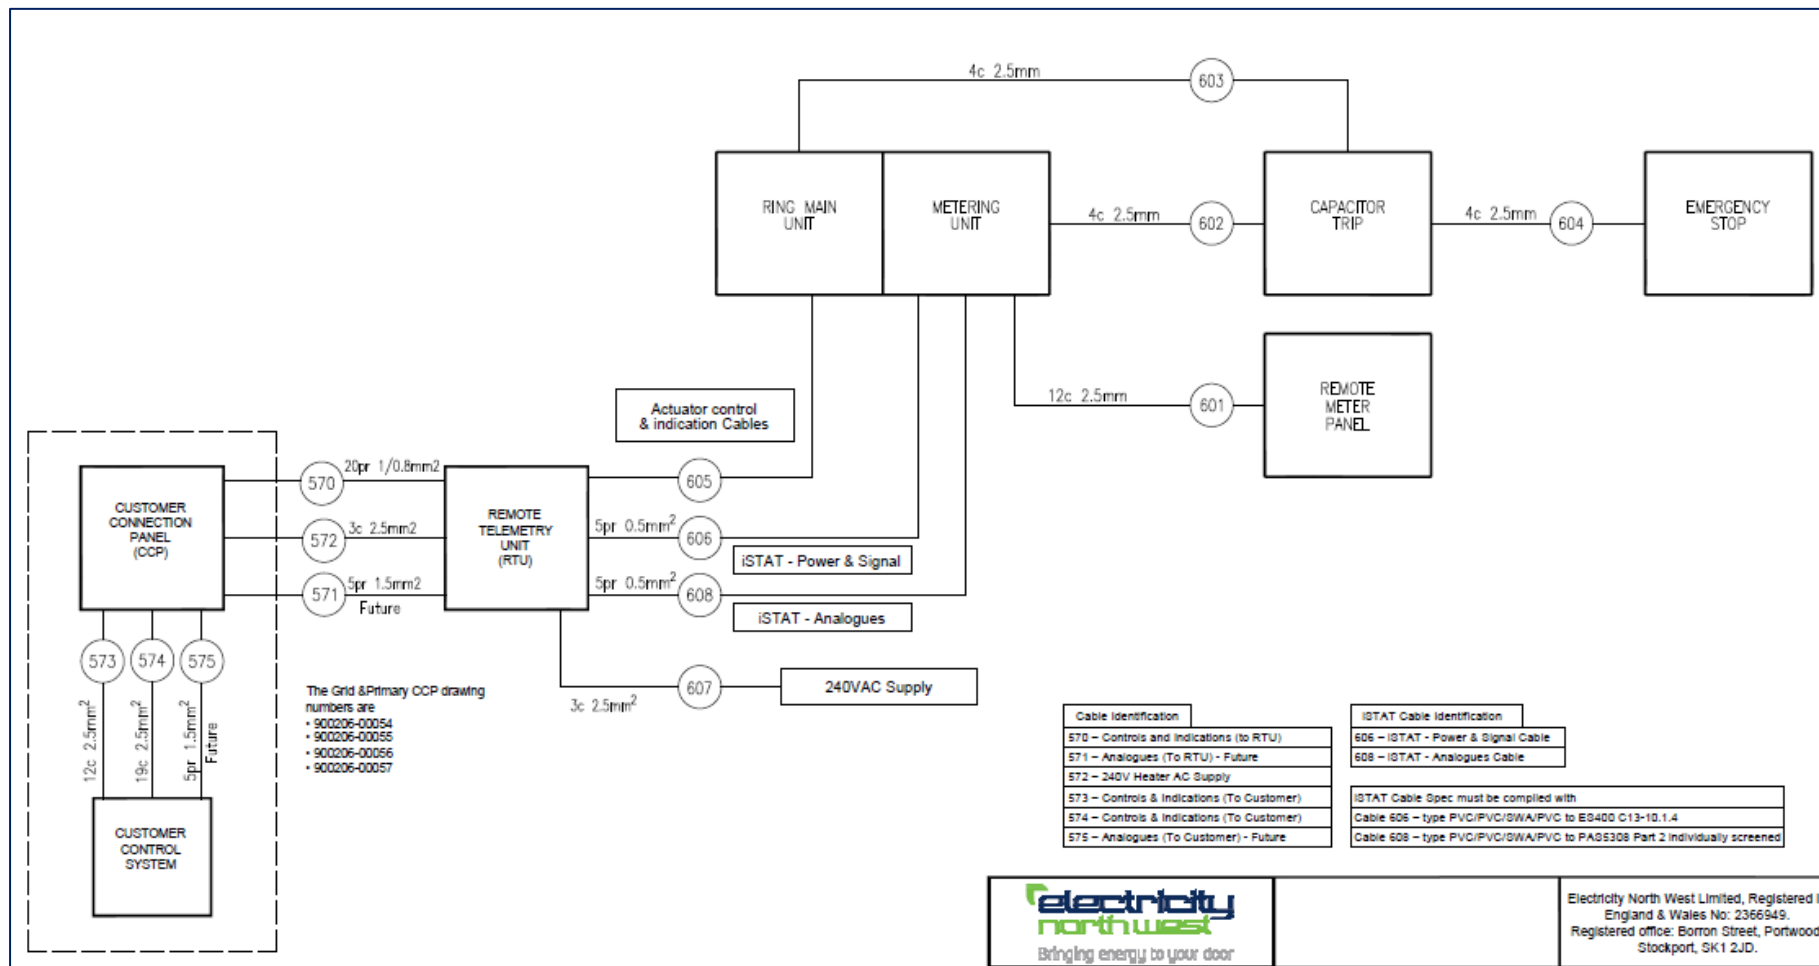 4c 2.5mm
603
RING MAIN
UNIT
METERING
UNIT
4c 2.5mm
602
CAPACITOR
TRIP
4c 2.5mm
604
EMERGENCY
STOP
12c 2.5mm
601
REMOTE
METER
PANEL
Actuator control
& indication Cables
CUSTOMER
CONNECTION
PANEL
(CCP)
570
20pr 1/0.8mm2
572
3c 2.5mm2
571
5pr 1.5mm2
Future
REMOTE
TELEMETRY
UNIT
(RTU)
605
5pr 0.5mm²
606
iSTAT - Power & Signal
5pr 0.5mm²
608
iSTAT - Analogues
3c 2.5mm²
607
240VAC Supply
573
574
575
12c 2.5mm²
19c 2.5mm²
5pr 1.5mm²
Future
CUSTOMER
CONTROL
SYSTEM
The Grid &Primary CCP drawing
numbers are
• 900206-00054
• 900206-00055
• 900206-00056
• 900206-00057
Cable Identification
570 – Controls and Indications (to RTU)
571 – Analogues (To RTU) - Future
572 – 240V Heater AC Supply
573 – Controls & Indications (To Customer)
574 – Controls & Indications (To Customer)
575 – Analogues (To Customer) - Future
iSTAT Cable Identification
606 – iSTAT - Power & Signal Cable
608 – iSTAT - Analogues Cable
iSTAT Cable Spec must be complied with
Cable 606 – type PVC/PVC/SWA/PVC to ES400 C13-10.1.4
Cable 608 – type PVC/PVC/SWA/PVC to PAS5308 Part 2 Individually screened
electricity
north west
Bringing energy to your door
Electricity North West Limited, Registered
England & Wales No: 2366949.
Registered office: Borron Street, Portwood
Stockport, SK1 2JD.